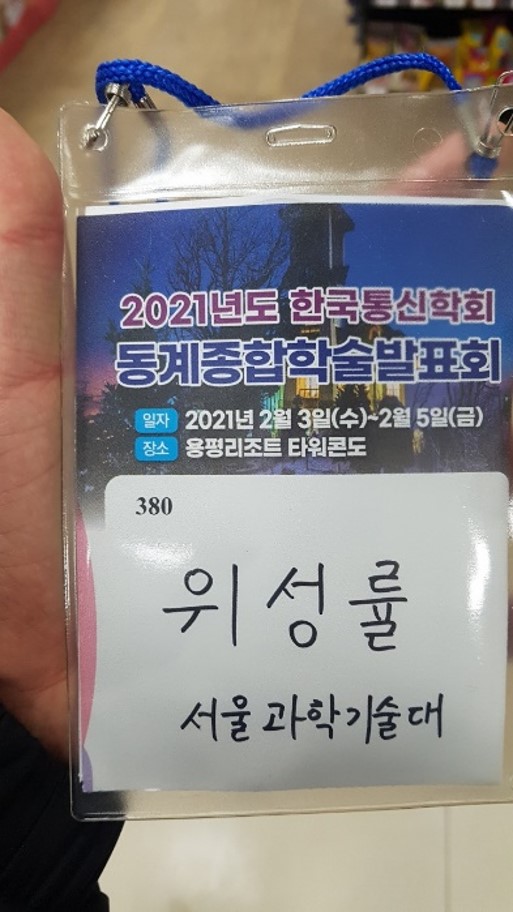 2021년도 한국통신학회
동계종합학술발표회
일자 2021년 2월 3일(수)~2월 5일(금)
장소 용평리조트 타워콘도
380
위성률
서울과학기술대